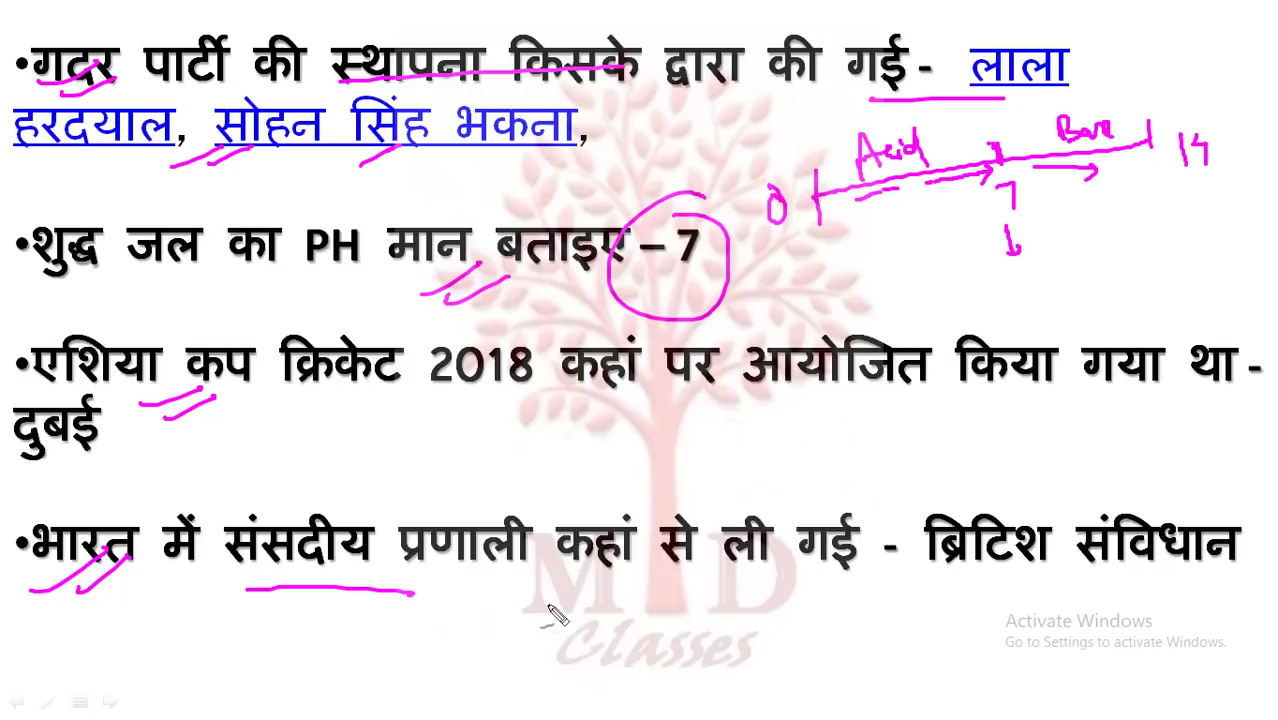 •गदर पार्टी की स्थापना किसके द्वारा की गई - लाला
हरदयाल, सोहन सिंह भकना,
Acid Base
0 7 14
•शुद्ध जल का PH मान बताइए – 7
•एशिया कप क्रिकेट 2018 कहां पर आयोजित किया गया था -
दुबई
•भारत में संसदीय प्रणाली कहां से ली गई - ब्रिटिश संविधान
M D
Classes
Activate Windows
Go to Settings to activate Windows.